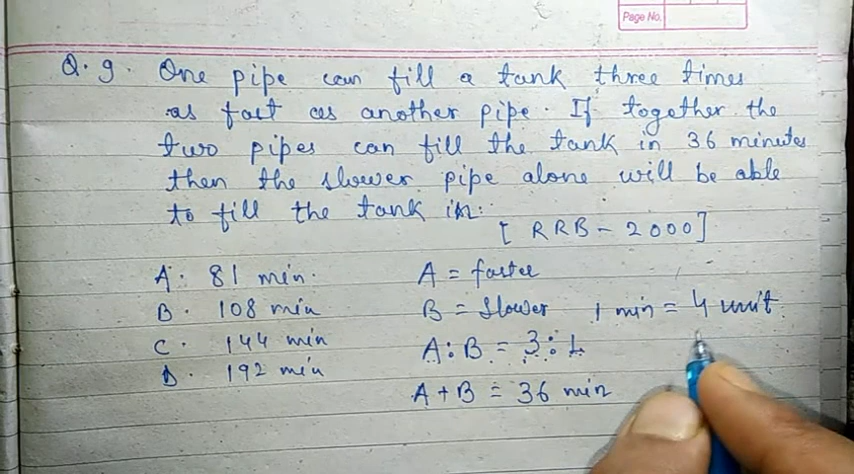 Page No.
Q.9. One pipe can fill a tank three times
as fast as another pipe. If together the
two pipes can fill the tank in 36 minutes
then the slower pipe alone will be able
to fill the tank in:
[RRB - 2000]
A. 81 min.
B. 108 min
C. 144 min
D. 192 min
A = faster
B = slower 1 min = 4 unit
A:B = 3:1
A + B = 36 min